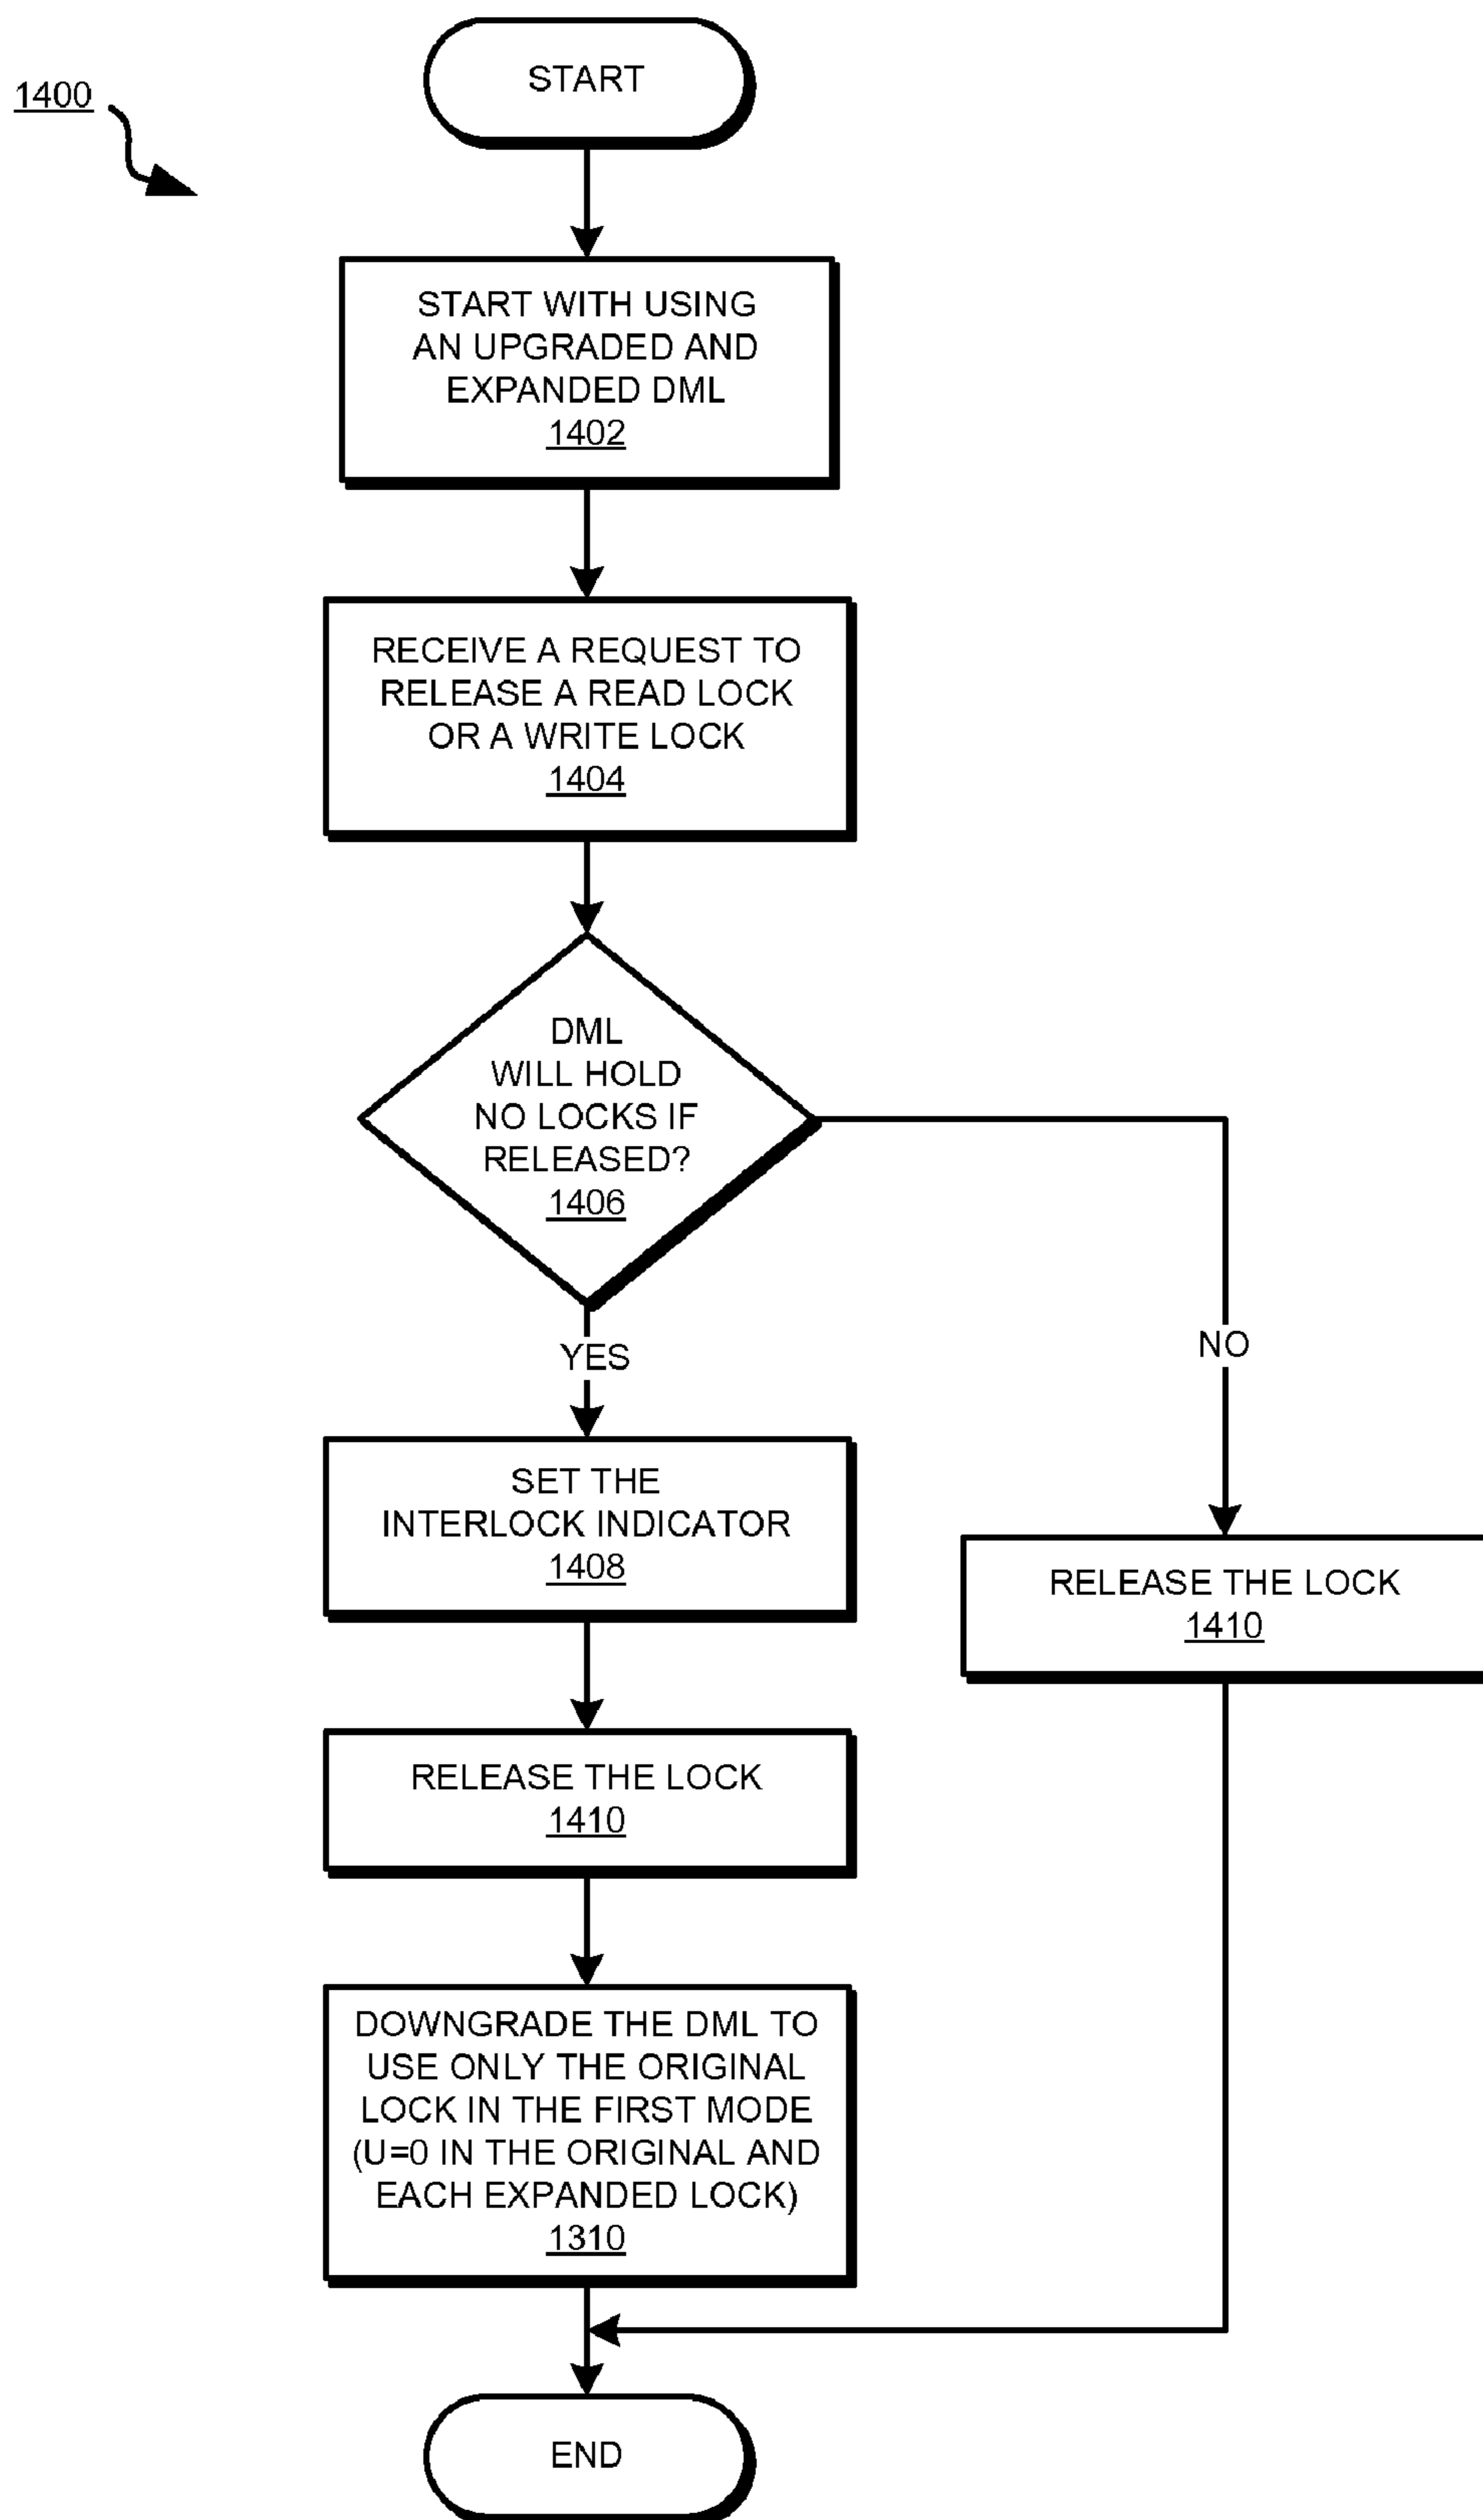 START
1400
START WITH USING
AN UPGRADED AND
EXPANDED DML
1402
RECEIVE A REQUEST TO
RELEASE A READ LOCK
OR A WRITE LOCK
1404
DML
WILL HOLD
NO LOCKS IF
RELEASED?
1406
YES
NO
SET THE
INTERLOCK INDICATOR
1408
RELEASE THE LOCK
1410
RELEASE THE LOCK
1410
DOWNGRADE THE DML TO
USE ONLY THE ORIGINAL
LOCK IN THE FIRST MODE
(U=0 IN THE ORIGINAL AND
EACH EXPANDED LOCK)
1310
END